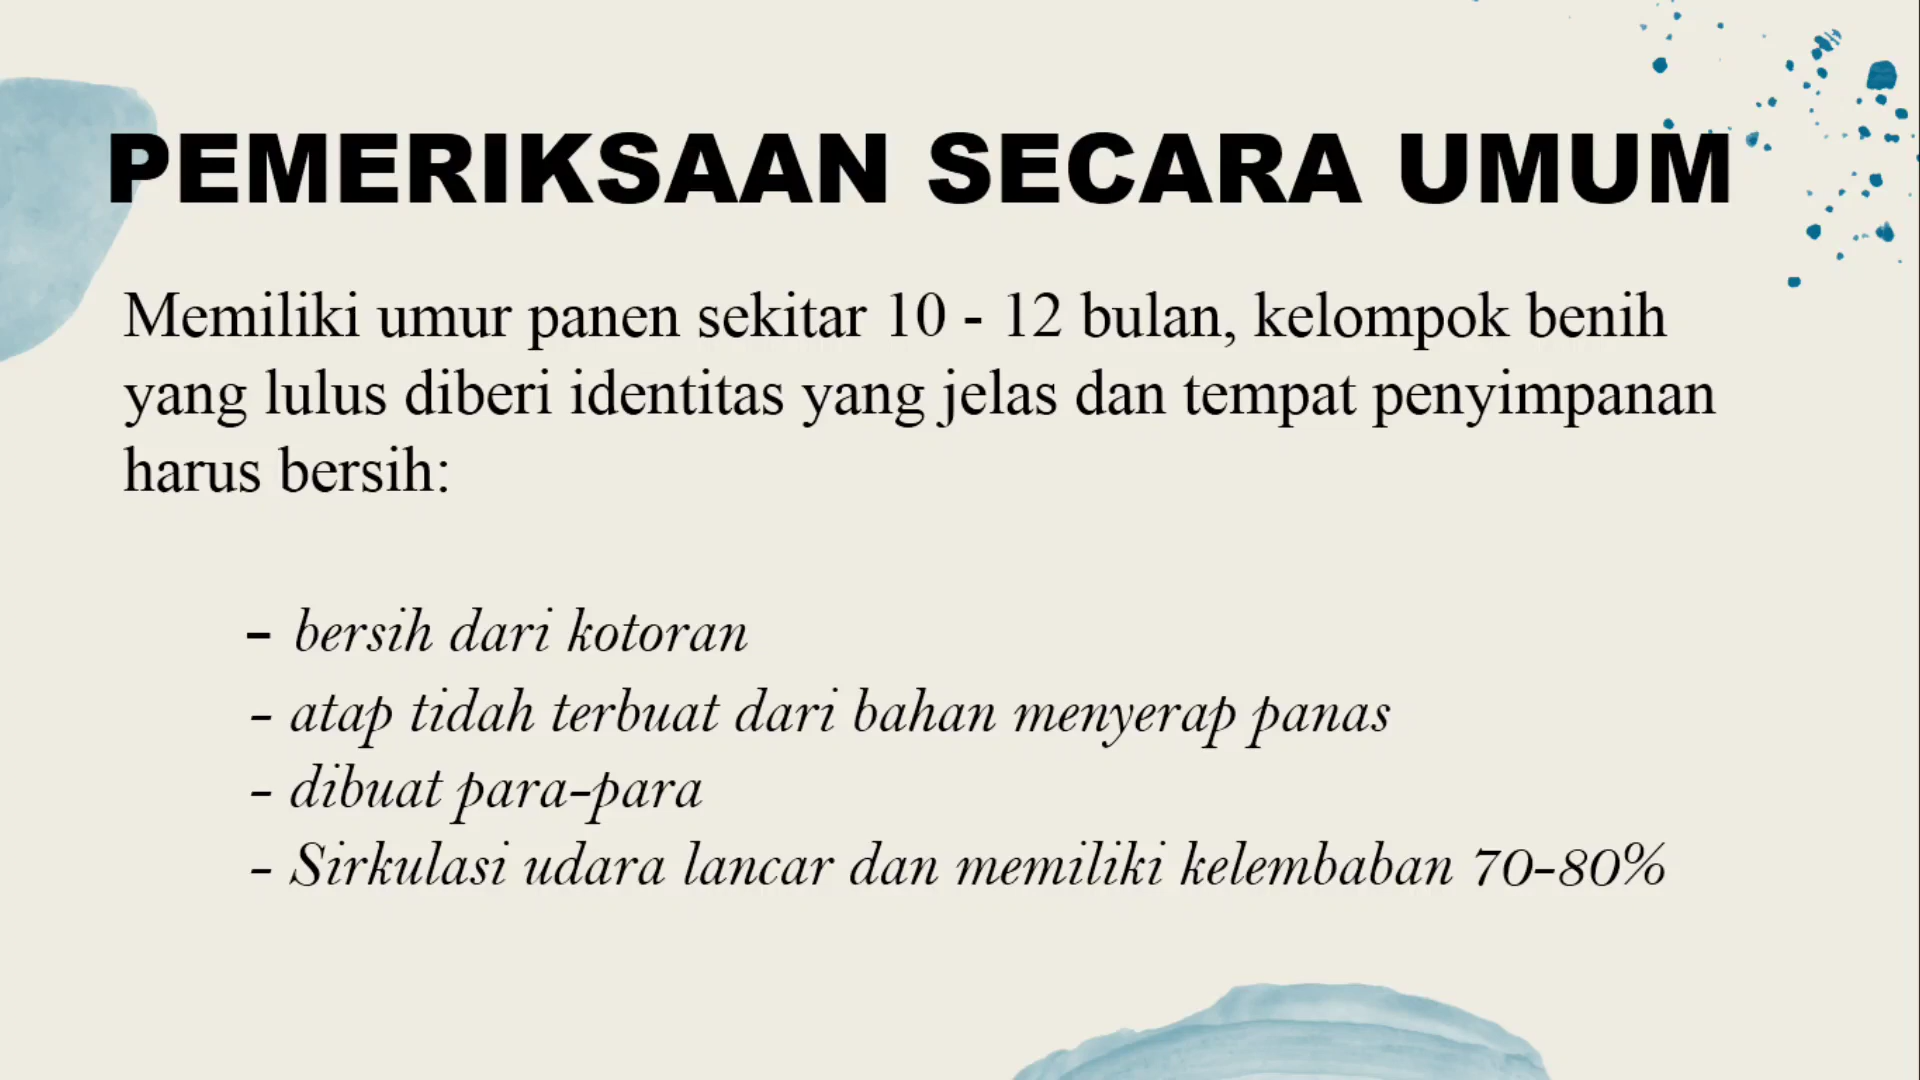 PEMERIKSAAN SECARA UMUM
Memiliki umur panen sekitar 10 - 12 bulan, kelompok benih
yang lulus diberi identitas yang jelas dan tempat penyimpanan
harus bersih:
- bersih dari kotoran
- atap tidah terbuat dari bahan menyerap panas
- dibuat para-para
- Sirkulasi udara lancar dan memiliki kelembaban 70-80%